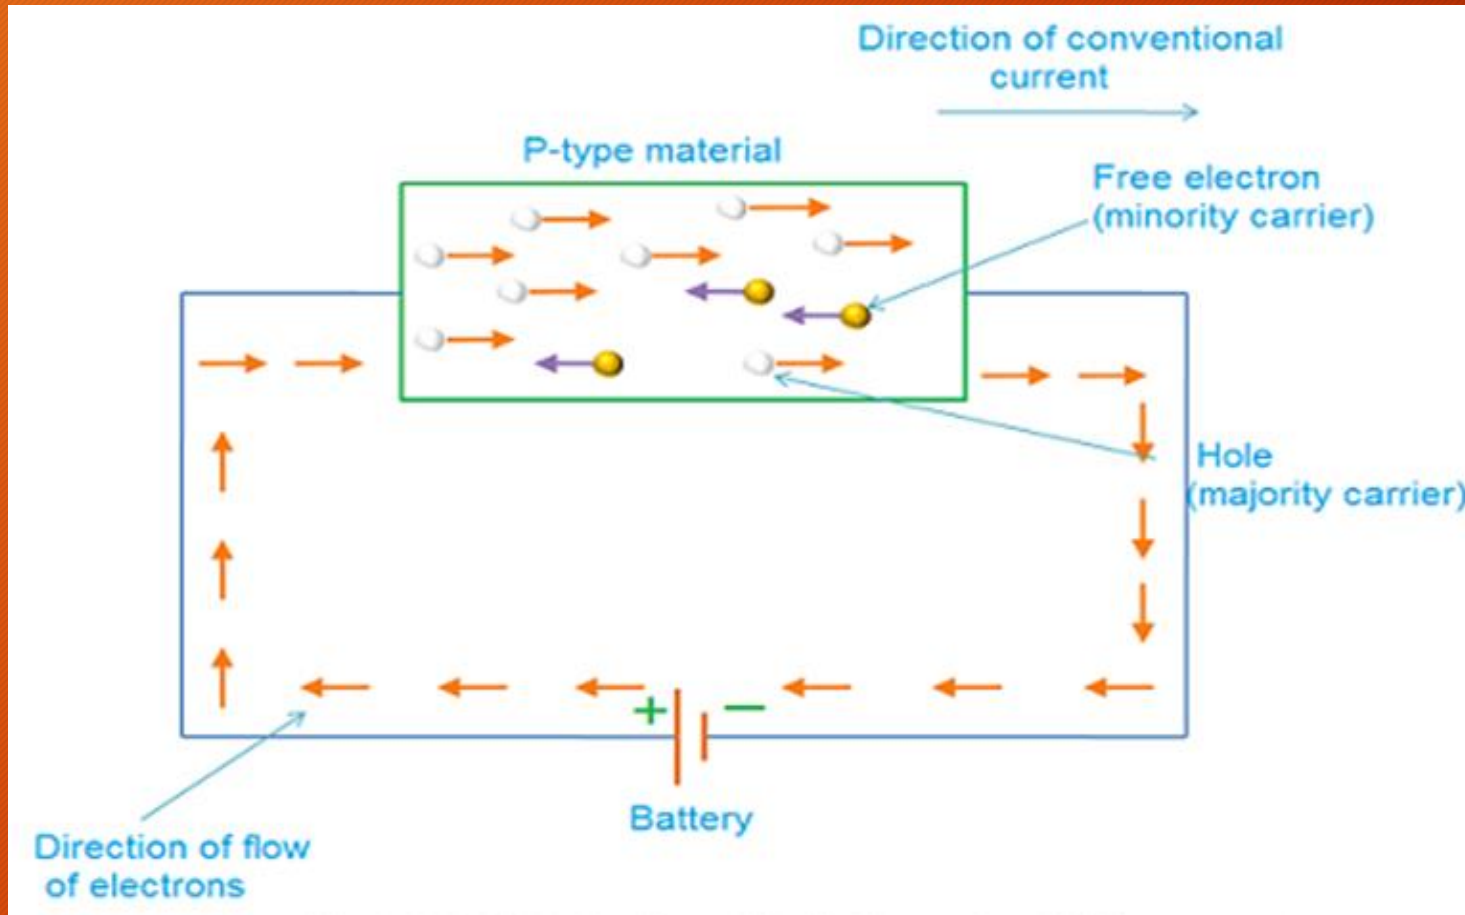 Direction of conventional
current
P-type material
Free electron
(minority carrier)
Hole
(majority carrier)
+ −
Battery
Direction of flow
of electrons